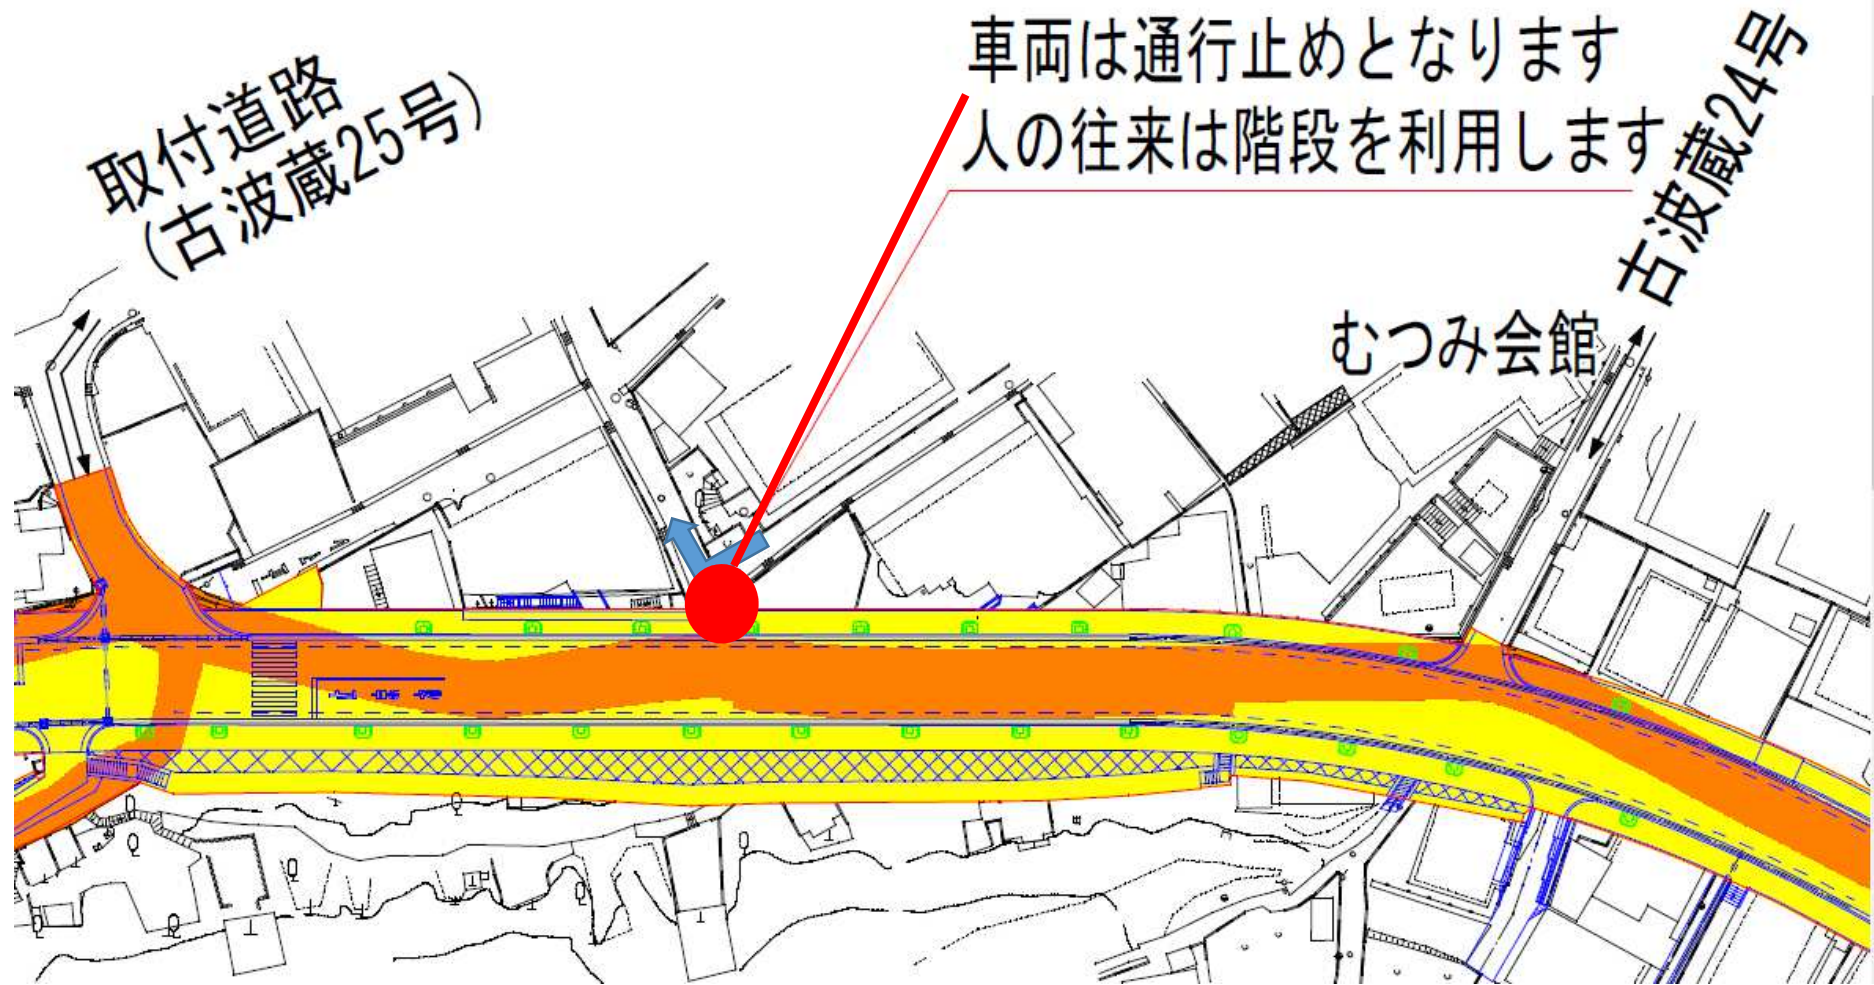 車両は通行止めとなります
人の往来は階段を利用します
取付道路
(古波蔵25号)
古波蔵24号
むつみ会館